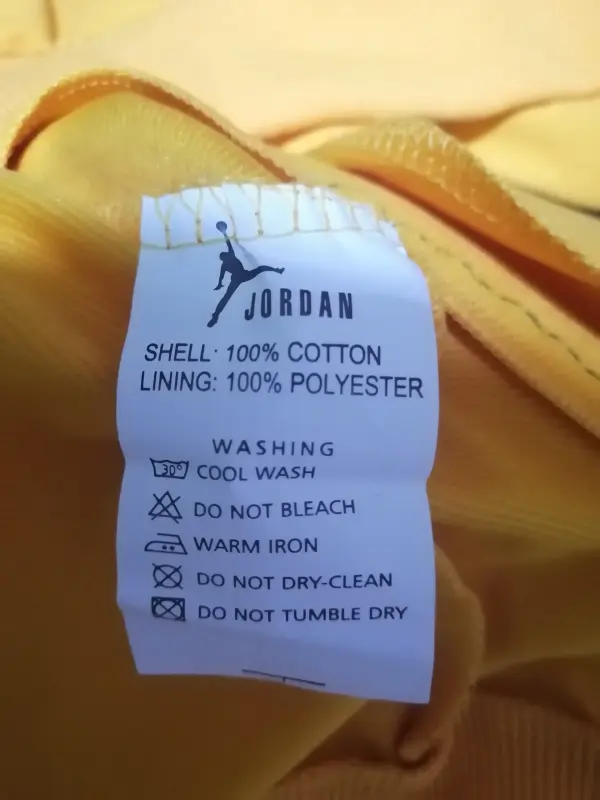 JORDAN
SHELL: 100% COTTON
LINING: 100% POLYESTER
WASHING
30° COOL WASH
DO NOT BLEACH
WARM IRON
DO NOT DRY-CLEAN
DO NOT TUMBLE DRY